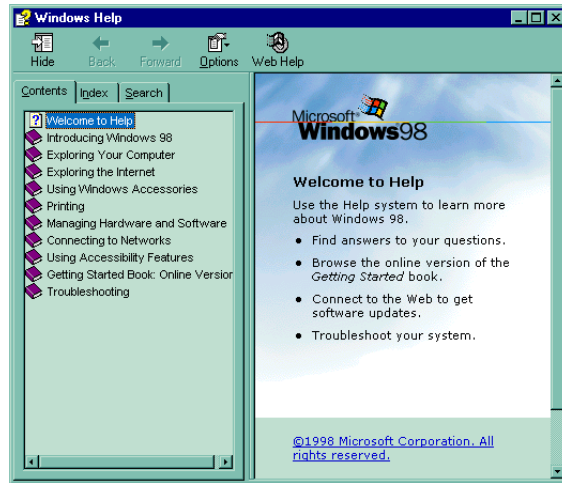 Windows Help
Hide Back Forward Options Web Help
Contents Index Search
Welcome to Help
Introducing Windows 98
Exploring Your Computer
Exploring the Internet
Using Windows Accessories
Printing
Managing Hardware and Software
Connecting to Networks
Using Accessibility Features
Getting Started Book: Online Version
Troubleshooting
Microsoft
Windows98
Welcome to Help
Use the Help system to learn more
about Windows 98.
• Find answers to your questions.
• Browse the online version of the
Getting Started book.
• Connect to the Web to get
software updates.
• Troubleshoot your system.
©1998 Microsoft Corporation. All
rights reserved.